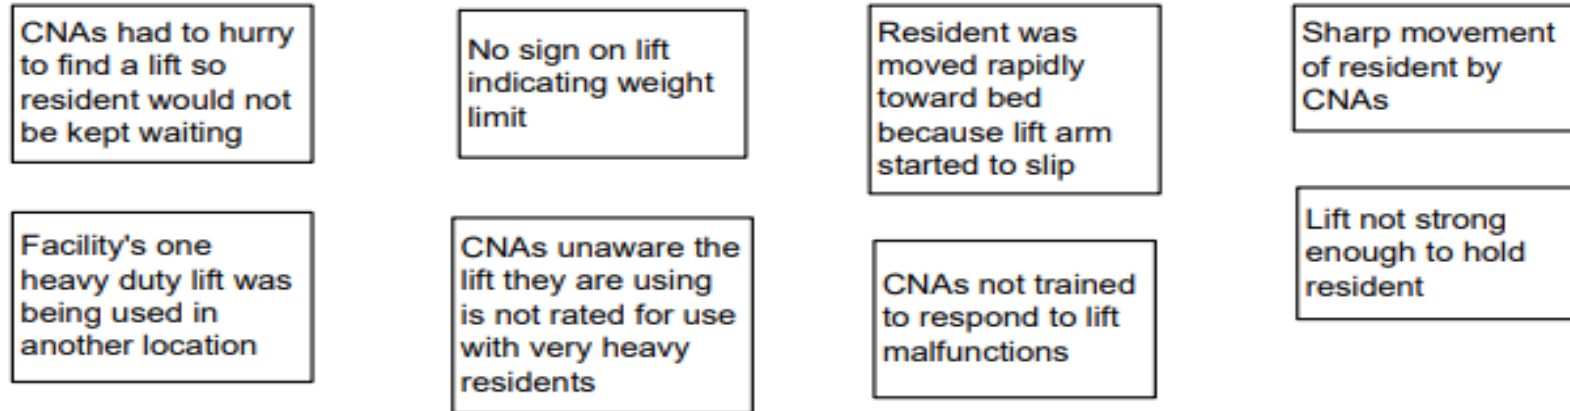 CNAs had to hurry
to find a lift so
resident would not
be kept waiting
No sign on lift
indicating weight
limit
Resident was
moved rapidly
toward bed
because lift arm
started to slip
Sharp movement
of resident by
CNAs
Facility's one
heavy duty lift was
being used in
another location
CNAs unaware the
lift they are using
is not rated for use
with very heavy
residents
CNAs not trained
to respond to lift
malfunctions
Lift not strong
enough to hold
resident